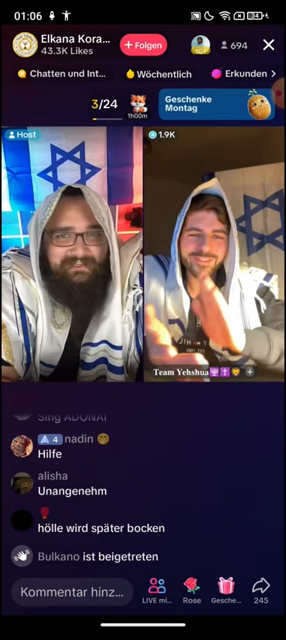 01:06
Elkana Kora...
43.3K Likes
+ Folgen
694
Chatten und Int...
Wöchentlich
Erkunden
3/24
1h00m
Geschenke
Montag
Host
1.9K
Team Yehshua
Sing ADONAI
4 nadin
Hilfe
alisha
Unangenehm
hölle wird später bocken
Bulkano ist beigetreten
Kommentar hinz...
LIVE mi...
Rose
Gesche...
245